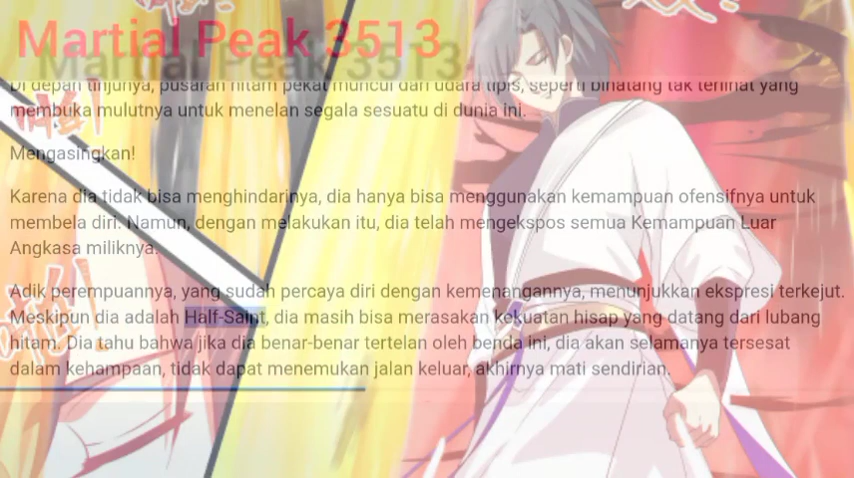 Martial Peak 3513
Martial Peak 3513
Di depan tinjunya, pusaran hitam pekat muncul dari udara tipis, seperti binatang tak terlihat yang
membuka mulutnya untuk menelan segala sesuatu di dunia ini.
Mengasingkan!
Karena dia tidak bisa menghindarinya, dia hanya bisa menggunakan kemampuan ofensifnya untuk
membela diri. Namun, dengan melakukan itu, dia telah mengekspos semua Kemampuan Luar
Angkasa miliknya.
Adik perempuannya, yang sudah percaya diri dengan kemenangannya, menunjukkan ekspresi terkejut.
Meskipun dia adalah Half-Saint, dia masih bisa merasakan kekuatan hisap yang datang dari lubang
hitam. Dia tahu bahwa jika dia benar-benar tertelan oleh benda ini, dia akan selamanya tersesat
dalam kehampaan, tidak dapat menemukan jalan keluar, akhirnya mati sendirian.